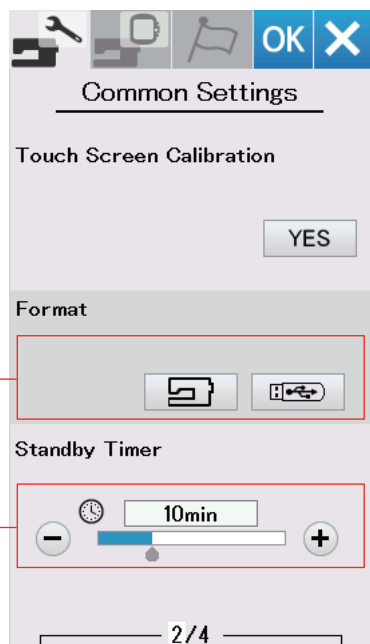 OK
Common Settings
Touch Screen Calibration
YES
Format
Standby Timer
10min
2/4